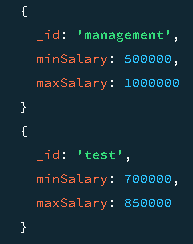 {
_id: 'management',
minSalary: 500000,
maxSalary: 1000000
}
{
_id: 'test',
minSalary: 700000,
maxSalary: 850000
}